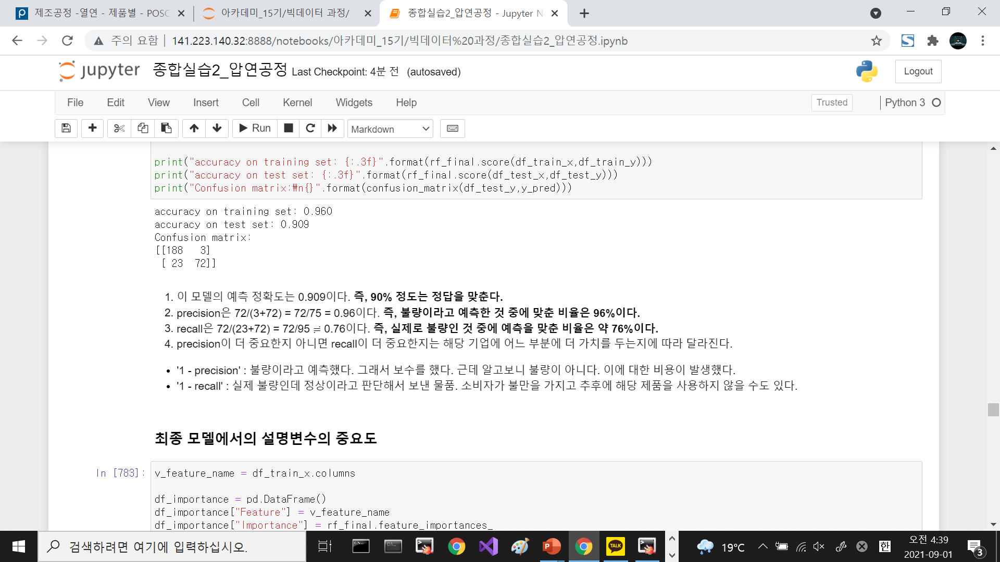 제조공정 -열연 - 제품별 - POSC
아카데미_15기/빅데이터 과정/
종합실습2_압연공정 - Jupyter N
주의 요함 | 141.223.140.32:8888/notebooks/아카데미_15기/빅데이터%20과정/종합실습2_압연공정.ipynb
jupyter 종합실습2_압연공정 Last Checkpoint: 4분 전 (autosaved)
Logout
File Edit View Insert Cell Kernel Widgets Help
Trusted Python 3
Run Markdown
print("accuracy on training set: {:.3f}".format(rf_final.score(df_train_x,df_train_y)))
print("accuracy on test set: {:.3f}".format(rf_final.score(df_test_x,df_test_y)))
print("Confusion matrix:₩n{}".format(confusion_matrix(df_test_y,y_pred)))
accuracy on training set: 0.960
accuracy on test set: 0.909
Confusion matrix:
[[188 3]
[ 23 72]]
1. 이 모델의 예측 정확도는 0.909이다. 즉, 90% 정도는 정답을 맞춘다.
2. precision은 72/(3+72) = 72/75 = 0.96이다. 즉, 불량이라고 예측한 것 중에 맞춘 비율은 96%이다.
3. recall은 72/(23+72) = 72/95 ≓ 0.76이다. 즉, 실제로 불량인 것 중에 예측을 맞춘 비율은 약 76%이다.
4. precision이 더 중요한지 아니면 recall이 더 중요한지는 해당 기업에 어느 부분에 더 가치를 두는지에 따라 달라진다.
• '1 - precision' : 불량이라고 예측했다. 그래서 보수를 했다. 근데 알고보니 불량이 아니다. 이에 대한 비용이 발생했다.
• '1 - recall' : 실제 불량인데 정상이라고 판단해서 보낸 물품. 소비자가 불만을 가지고 추후에 해당 제품을 사용하지 않을 수도 있다.
최종 모델에서의 설명변수의 중요도
In [783]:
v_feature_name = df_train_x.columns
df_importance = pd.DataFrame()
df_importance["Feature"] = v_feature_name
df_importance["Importance"] = rf_final.feature_importances_
검색하려면 여기에 입력하십시오.
TALK
19°C
한
오전 4:39
2021-09-01
3